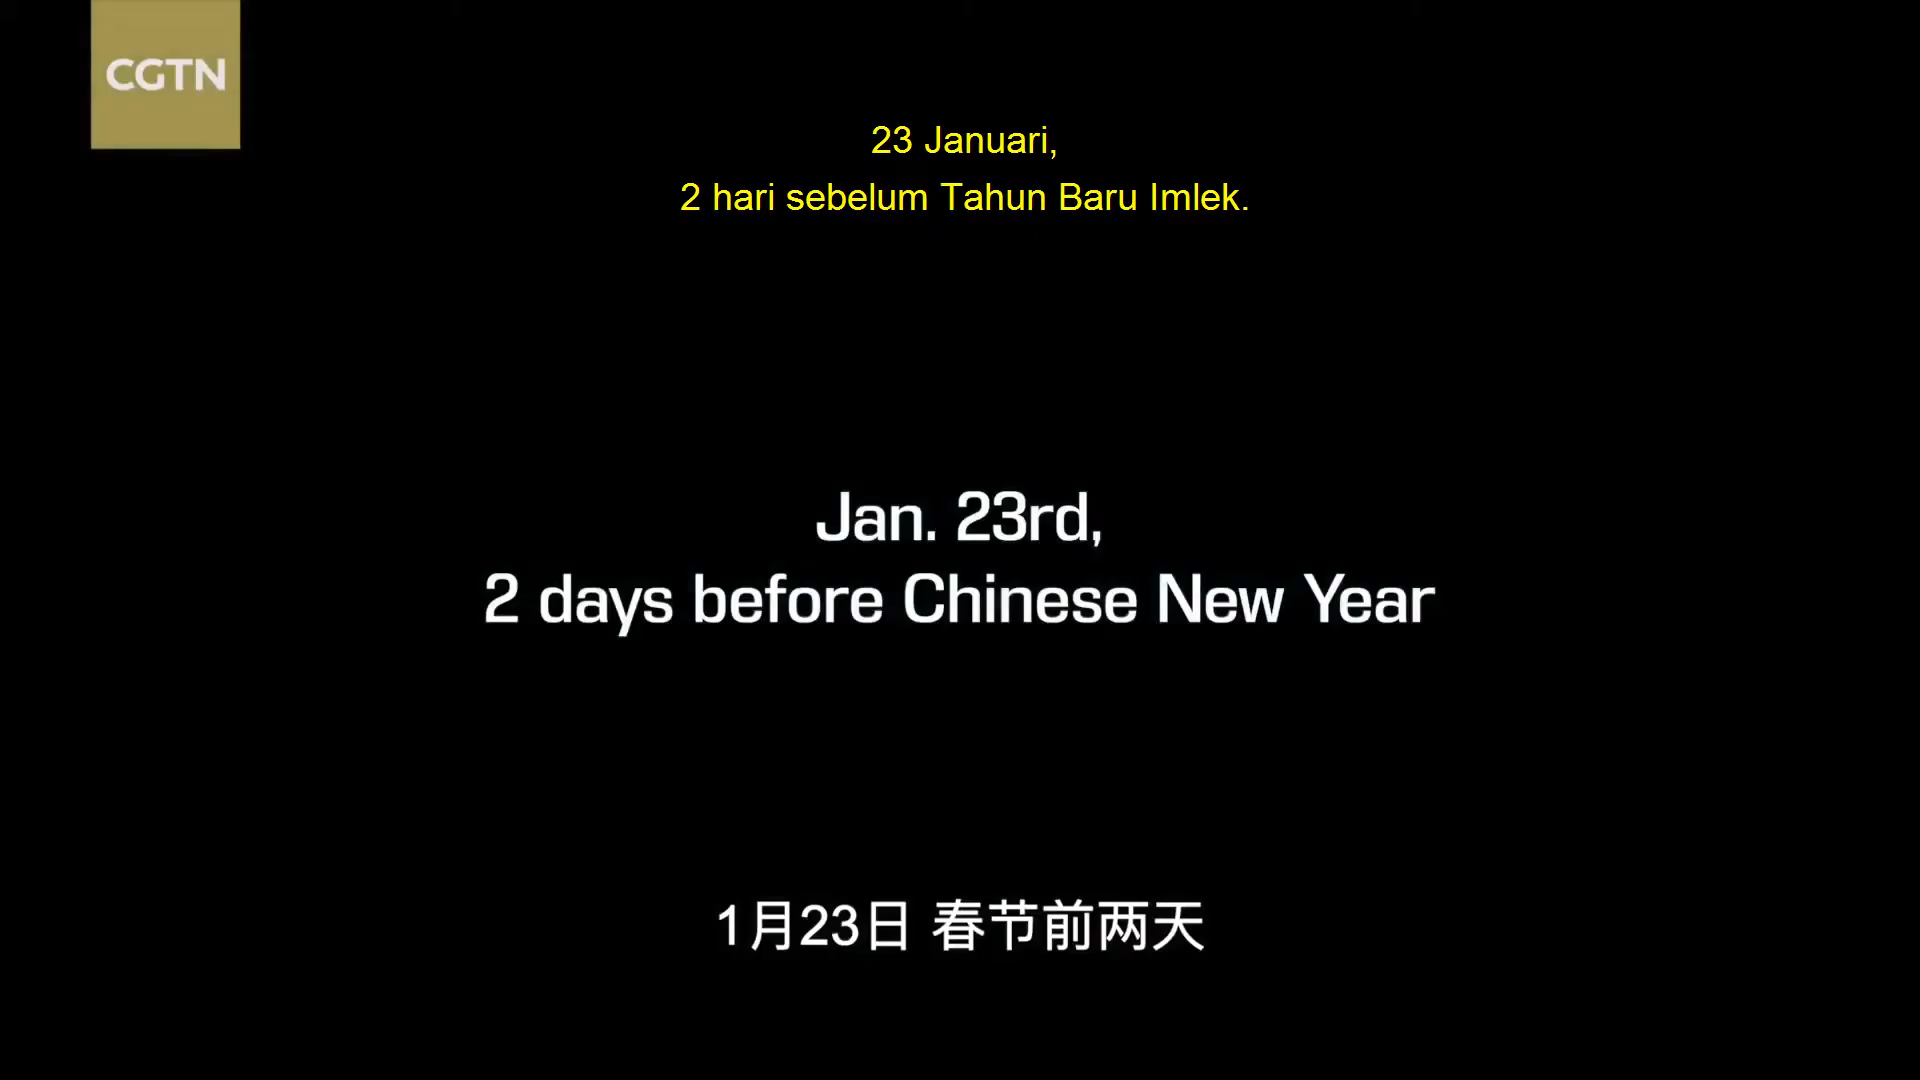 CGTN
23 Januari,
2 hari sebelum Tahun Baru Imlek.
Jan. 23rd,
2 days before Chinese New Year
1月23日 春节前两天